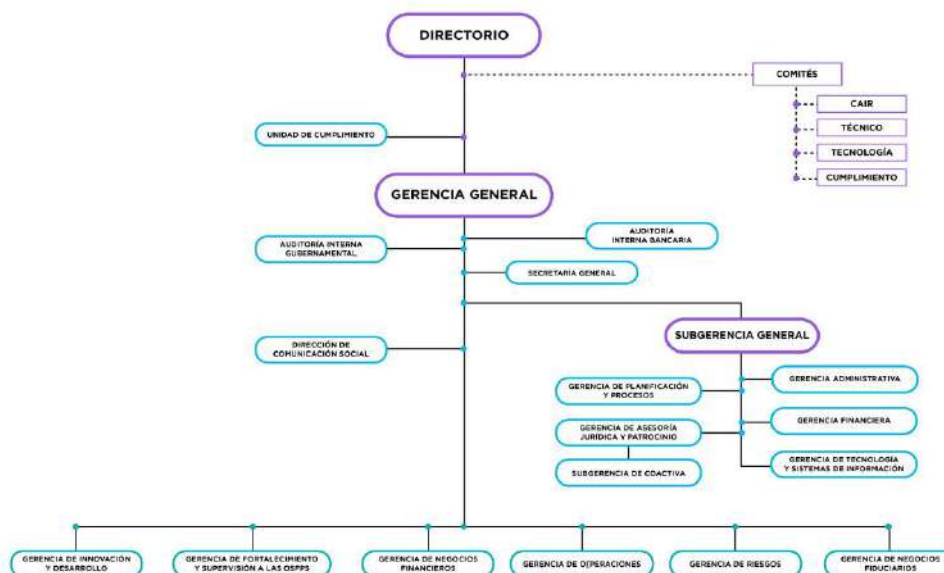 DIRECTORIO
COMITÉS
CAIR
TÉCNICO
TECNOLOGÍA
CUMPLIMIENTO
UNIDAD DE CUMPLIMIENTO
GERENCIA GENERAL
AUDITORÍA
INTERNA BANCARIA
AUDITORÍA INTERNA
GUBERNAMENTAL
SECRETARÍA GENERAL
SUBGERENCIA GENERAL
DIRECCIÓN DE
COMUNICACIÓN SOCIAL
GERENCIA ADMINISTRATIVA
GERENCIA DE PLANIFICACIÓN
Y PROCESOS
GERENCIA FINANCIERA
GERENCIA DE ASESORÍA
JURÍDICA Y PATROCINIO
GERENCIA DE TECNOLOGÍA
Y SISTEMAS DE INFORMACIÓN
SUBGERENCIA DE COACTIVA
GERENCIA DE INNOVACIÓN
Y DESARROLLO
GERENCIA DE FORTALECIMIENTO
Y SUPERVISIÓN A LAS OSFPS
GERENCIA DE NEGOCIOS
FINANCIEROS
GERENCIA DE OPERACIONES
GERENCIA DE RIESGOS
GERENCIA DE NEGOCIOS
FIDUCIARIOS